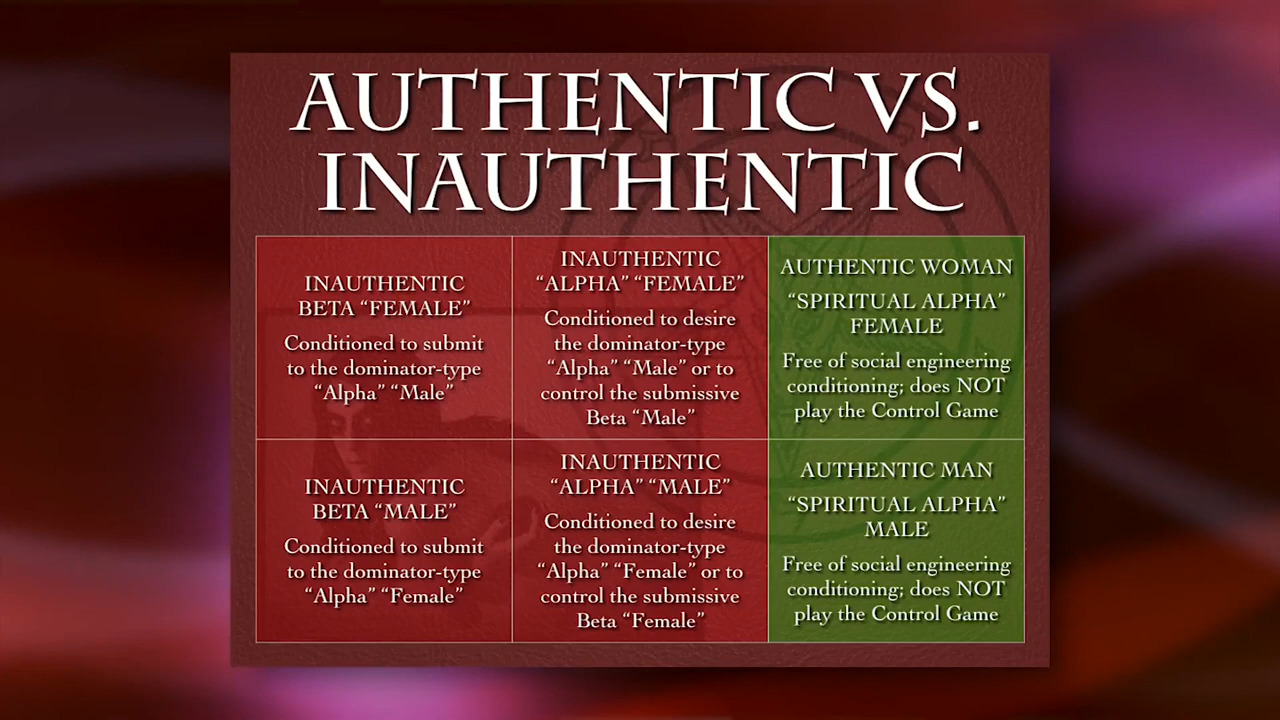 AUTHENTIC VS.
INAUTHENTIC
INAUTHENTIC
BETA “FEMALE”
Conditioned to submit
to the dominator-type
“Alpha” “Male”
INAUTHENTIC
“ALPHA” “FEMALE”
Conditioned to desire
the dominator-type
“Alpha” “Male” or to
control the submissive
Beta “Male”
AUTHENTIC WOMAN
“SPIRITUAL ALPHA”
FEMALE
Free of social engineering
conditioning; does NOT
play the Control Game
INAUTHENTIC
BETA “MALE”
Conditioned to submit
to the dominator-type
“Alpha” “Female”
INAUTHENTIC
“ALPHA” “MALE”
Conditioned to desire
the dominator-type
“Alpha” “Female” or to
control the submissive
Beta “Female”
AUTHENTIC MAN
“SPIRITUAL ALPHA”
MALE
Free of social engineering
conditioning; does NOT
play the Control Game